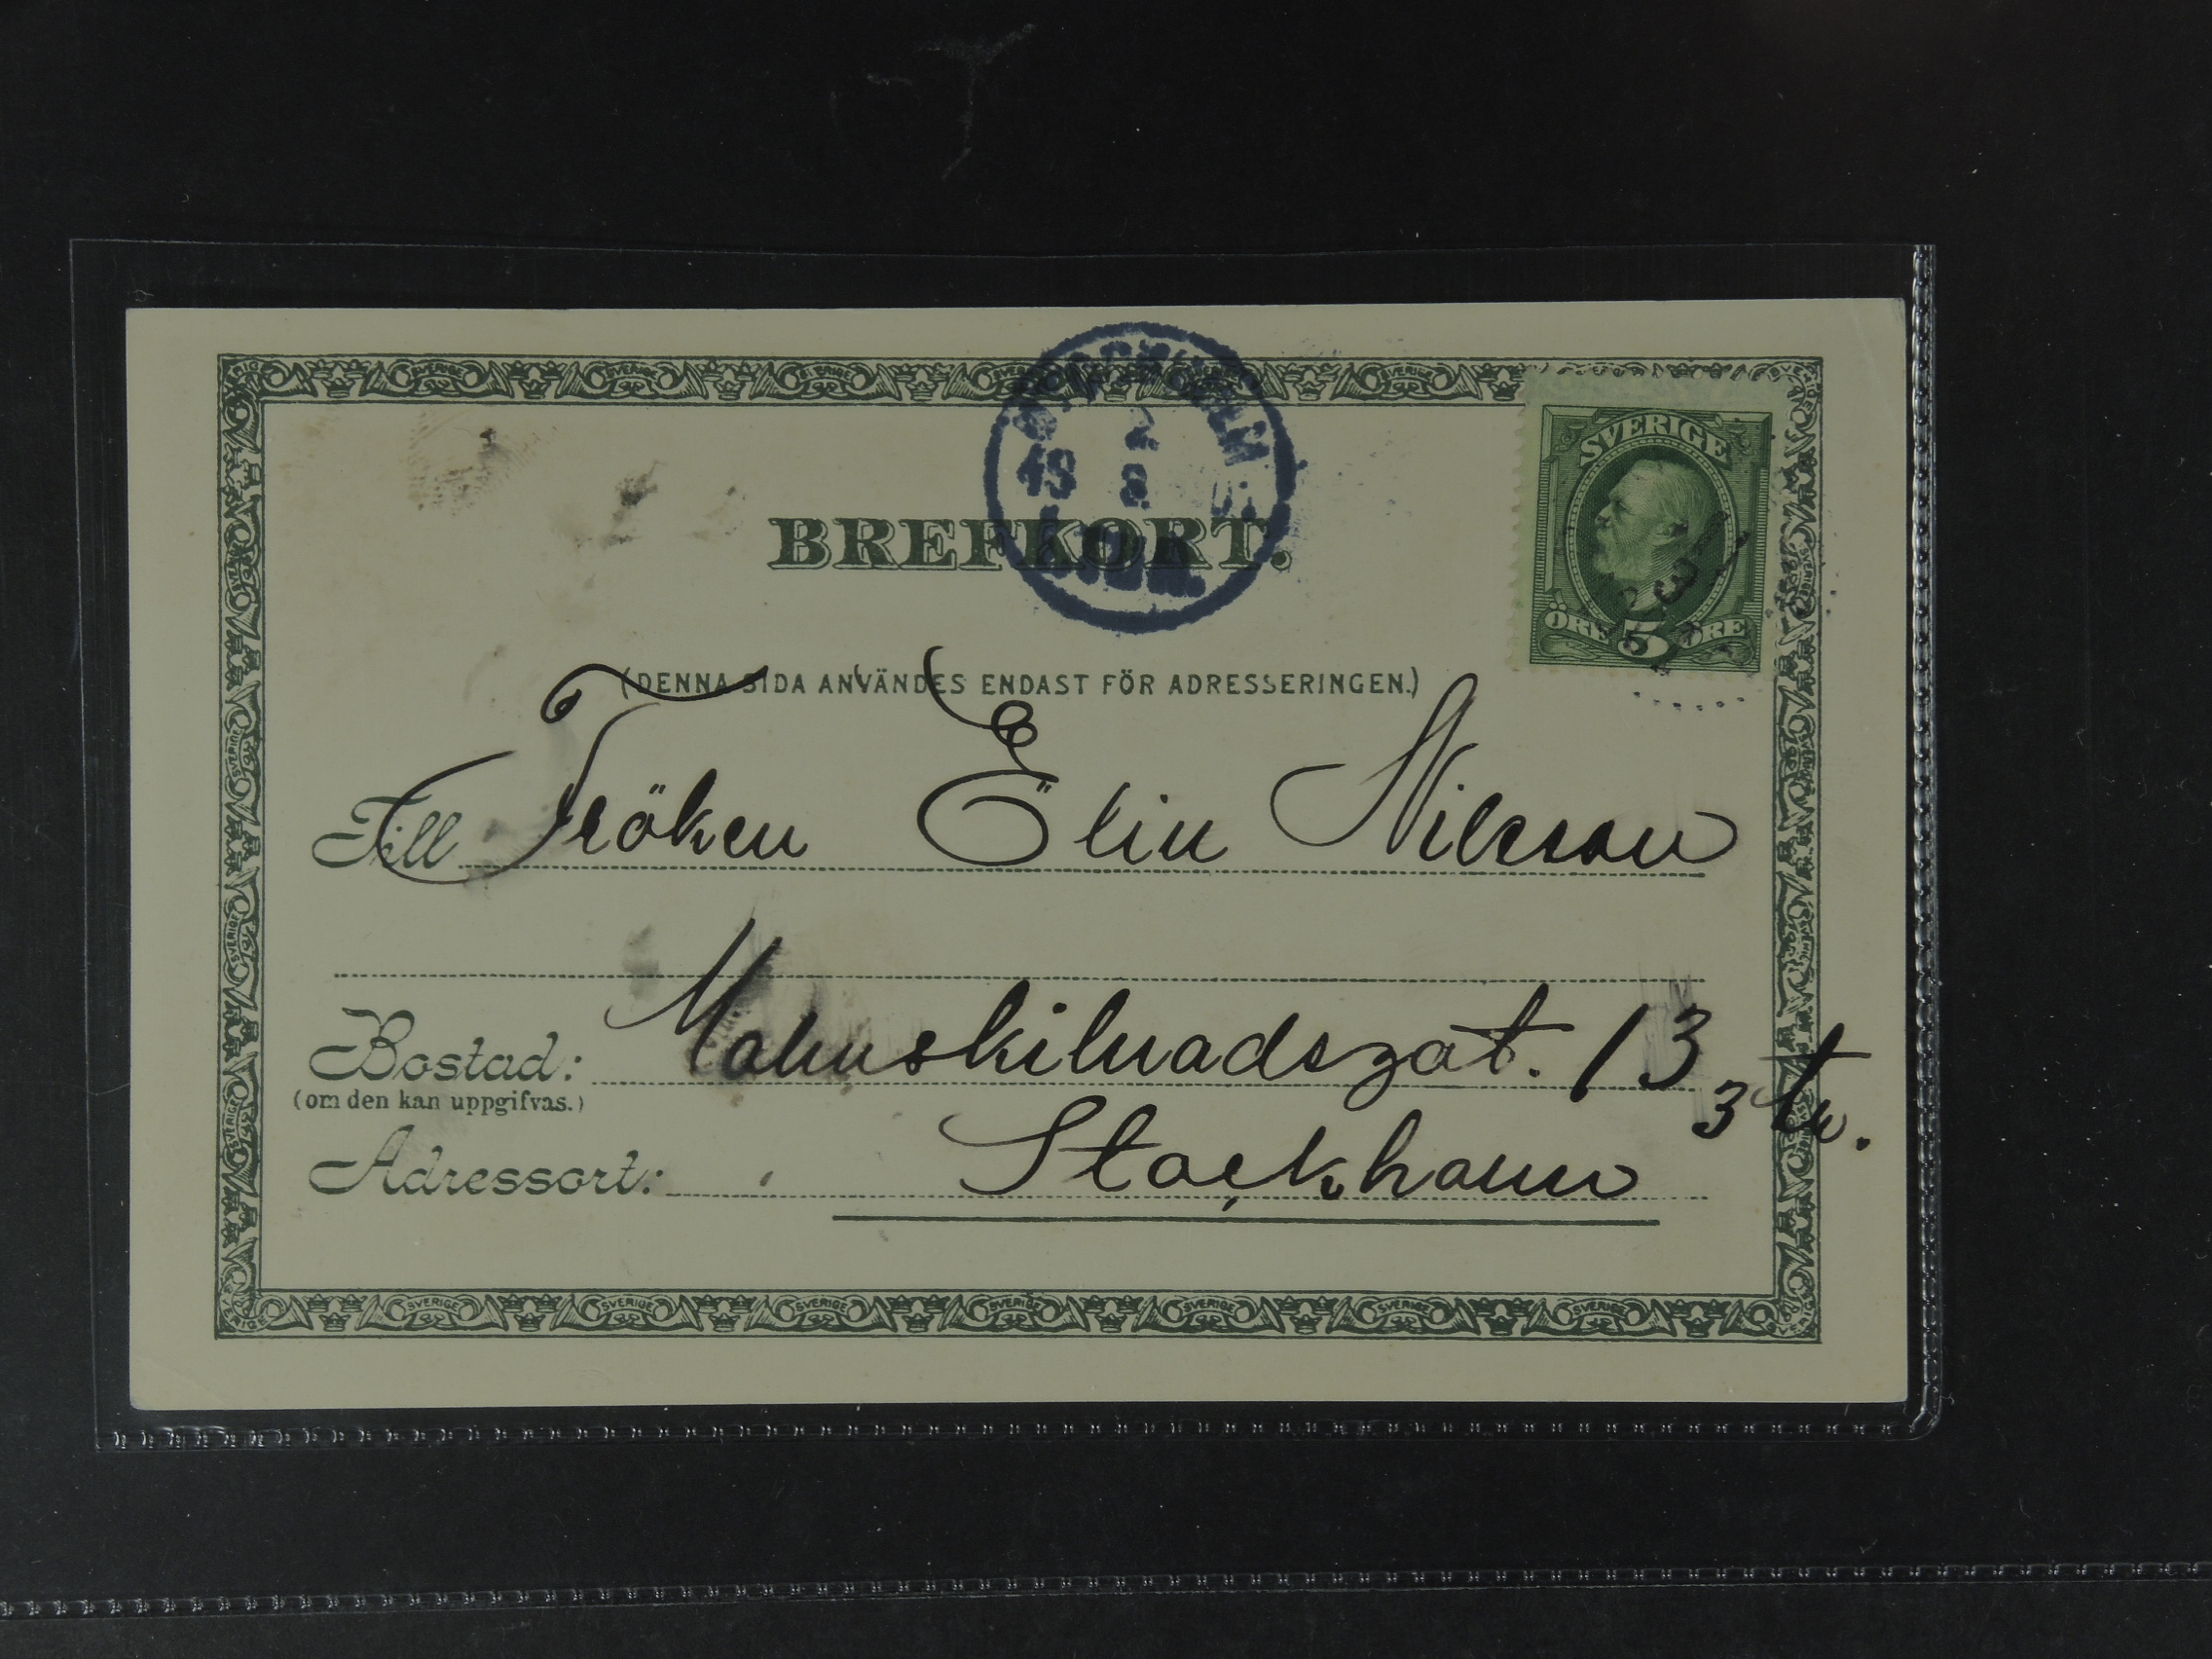 SVERIGE
BREFKORT.
ÖRE 5 ÖRE
(DENNA SIDA ANVÄNDES ENDAST FÖR ADRESSERINGEN.)
Till Fröken Elin Nilsson
Bostad: Malmskilnadsgat. 13
(om den kan uppgifvas.)
3 tr.
Adressort: Stockholm